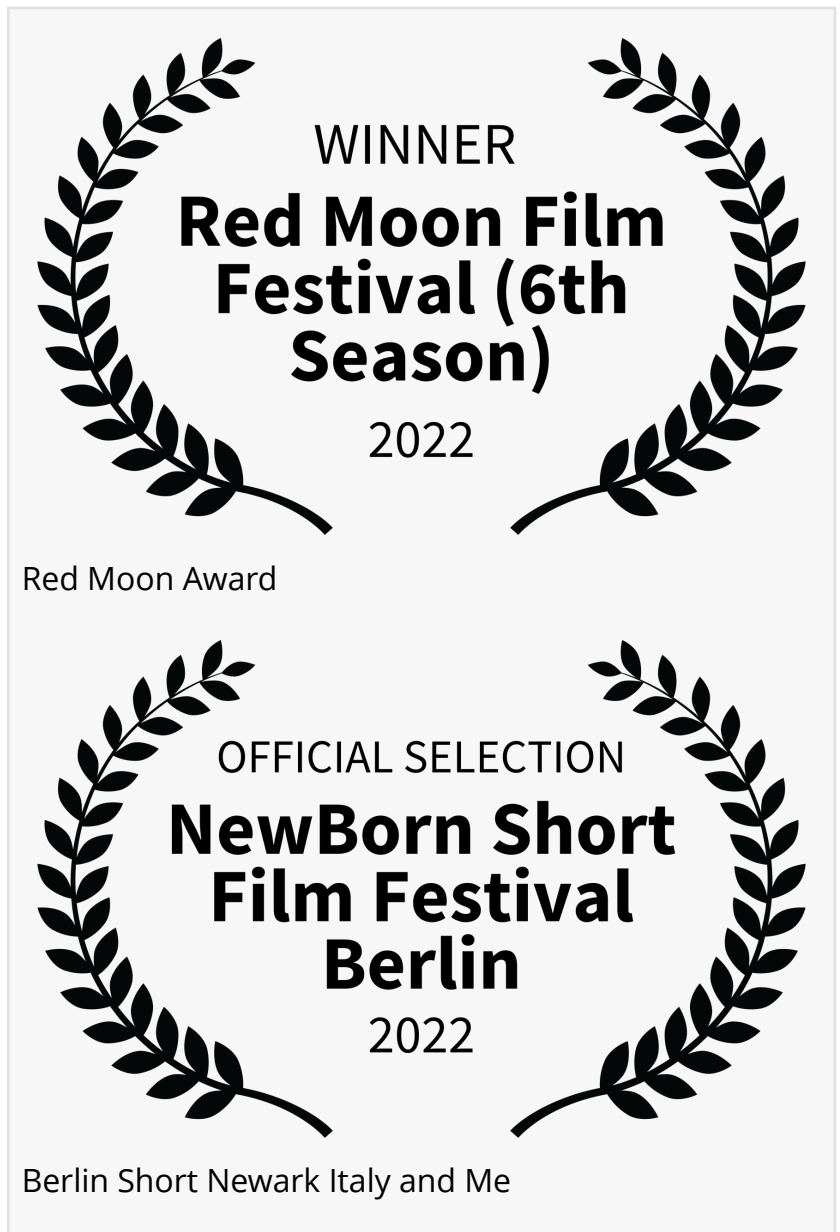 WINNER
Red Moon Film
Festival (6th
Season)
2022
Red Moon Award
OFFICIAL SELECTION
NewBorn Short
Film Festival
Berlin
2022
Berlin Short Newark Italy and Me